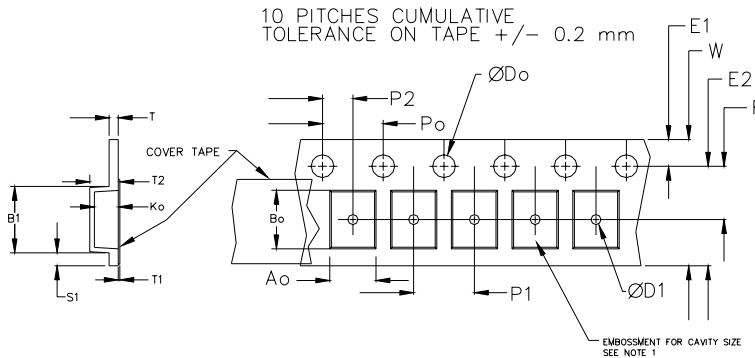 10 PITCHES CUMULATIVE
TOLERANCE ON TAPE +/- 0.2 mm
E1
W
E2
ØDo
P2
Po
T
COVER TAPE
T2
Ko
B1
Bo
S1
T1
Ao
P1
ØD1
EMBOSSMENT FOR CAVITY SIZE
SEE NOTE 1